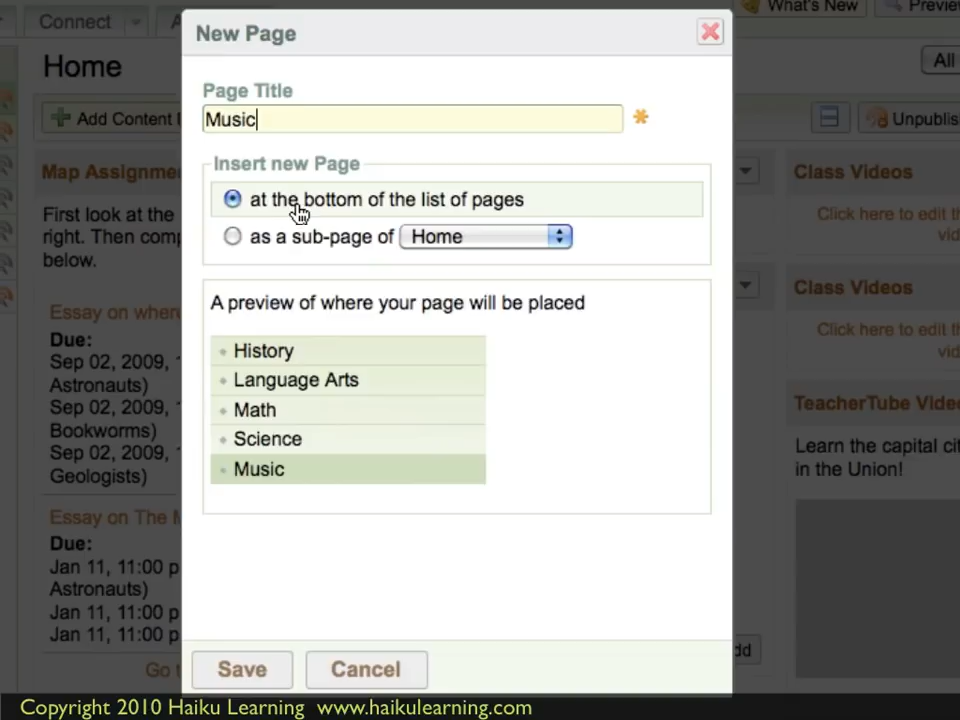 Connect
What's New
Previe
New Page
Home
All
Page Title
Add Content
Music
Unpublis
Insert new Page
Map Assignme
at the bottom of the list of pages
Class Videos
First look at the
right. Then comp
below.
as a sub-page of Home
Click here to edit th
vid
Class Videos
A preview of where your page will be placed
Essay on wher
Click here to edit th
vid
Due:
Sep 02, 2009,
Astronauts)
Sep 02, 2009,
Bookworms)
Sep 02, 2009,
Geologists)
History
Language Arts
Math
Science
Music
TeacherTube Vide
Learn the capital cit
in the Union!
Essay on The M
Due:
Jan 11, 11:00 p
Astronauts)
Jan 11, 11:00 p
Jan 11, 11:00 p
Go t
dd
Save
Cancel
Copyright 2010 Haiku Learning www.haikulearning.com